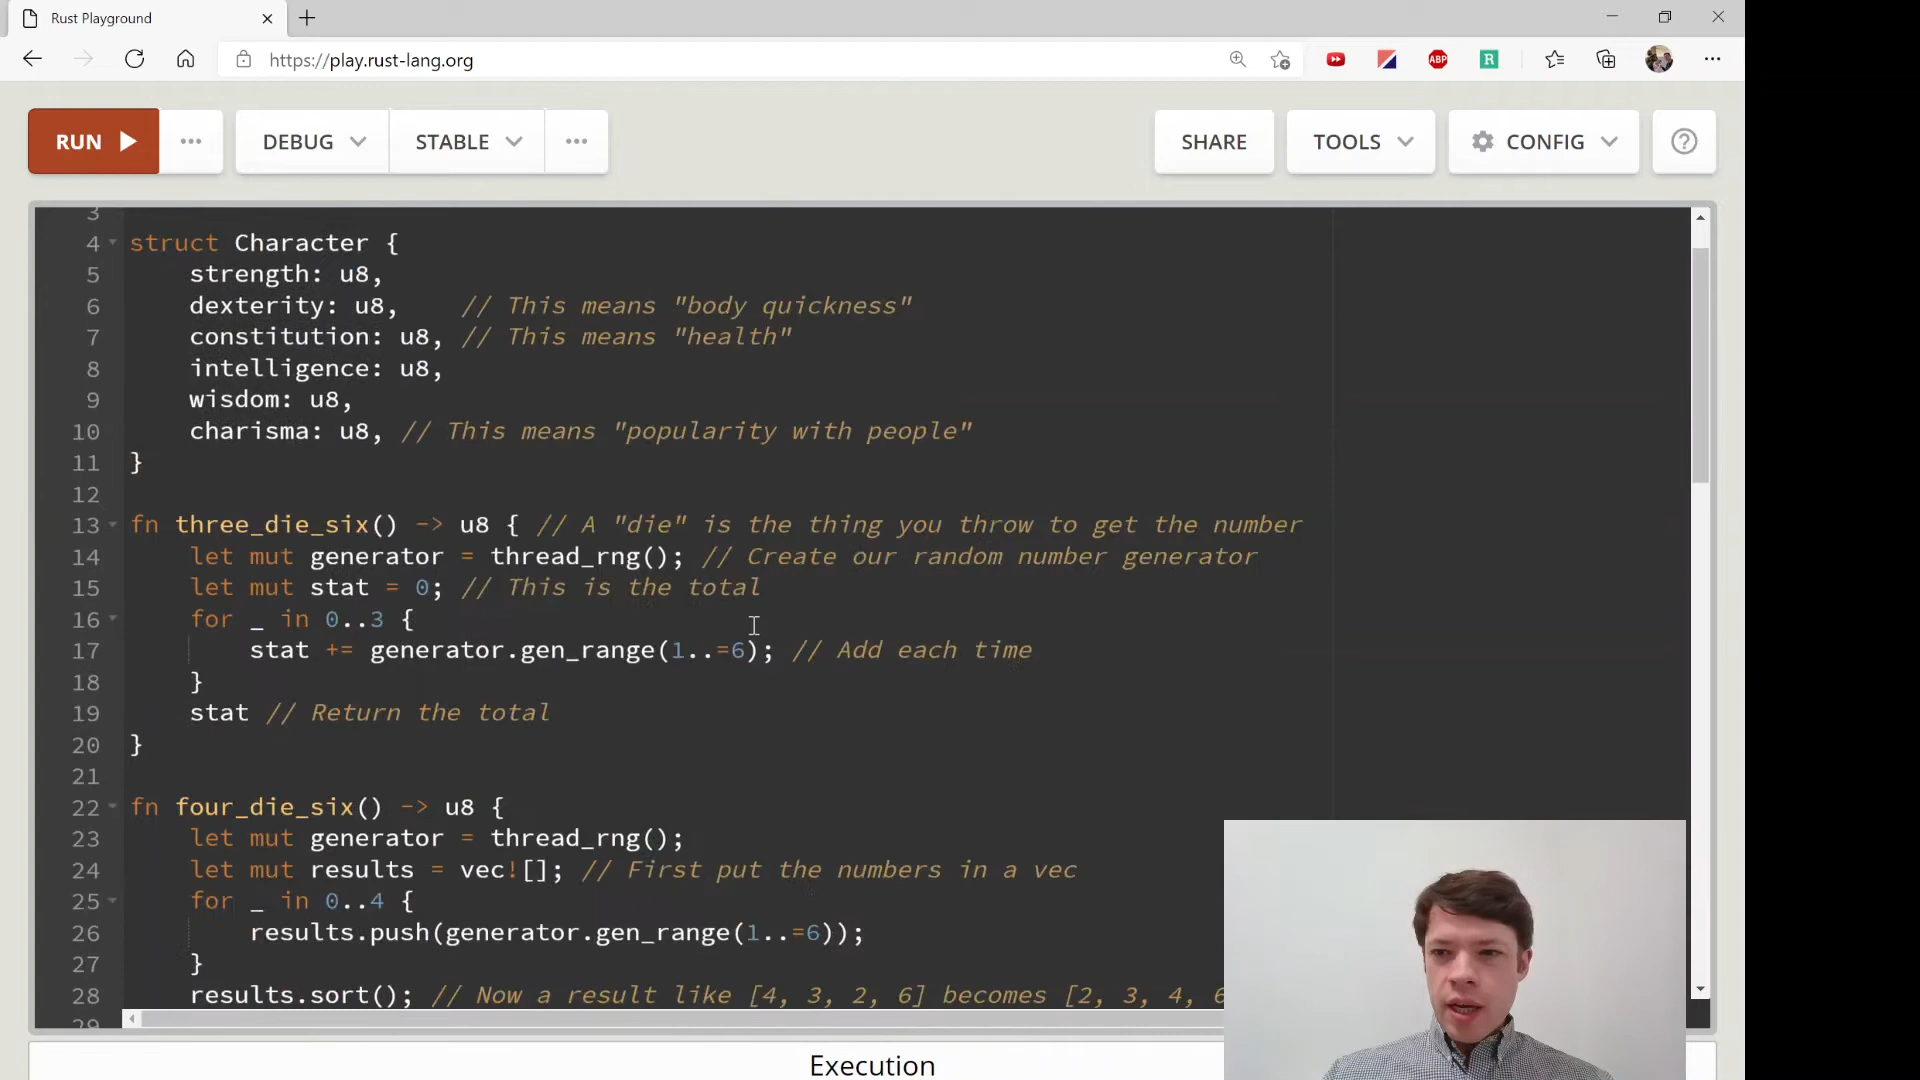 Rust Playground
https://play.rust-lang.org
ABP
R
RUN
DEBUG
STABLE
SHARE
TOOLS
CONFIG
3
4 struct Character {
5 strength: u8,
6 dexterity: u8, // This means "body quickness"
7 constitution: u8, // This means "health"
8 intelligence: u8,
9 wisdom: u8,
10 charisma: u8, // This means "popularity with people"
11 }
12
13 fn three_die_six() -> u8 { // A "die" is the thing you throw to get the number
14 let mut generator = thread_rng(); // Create our random number generator
15 let mut stat = 0; // This is the total
16 for _ in 0..3 {
17 stat += generator.gen_range(1..=6); // Add each time
18 }
19 stat // Return the total
20 }
21
22 fn four_die_six() -> u8 {
23 let mut generator = thread_rng();
24 let mut results = vec![]; // First put the numbers in a vec
25 for _ in 0..4 {
26 results.push(generator.gen_range(1..=6));
27 }
28 results.sort(); // Now a result like [4, 3, 2, 6] becomes [2, 3, 4, 6
29
Execution